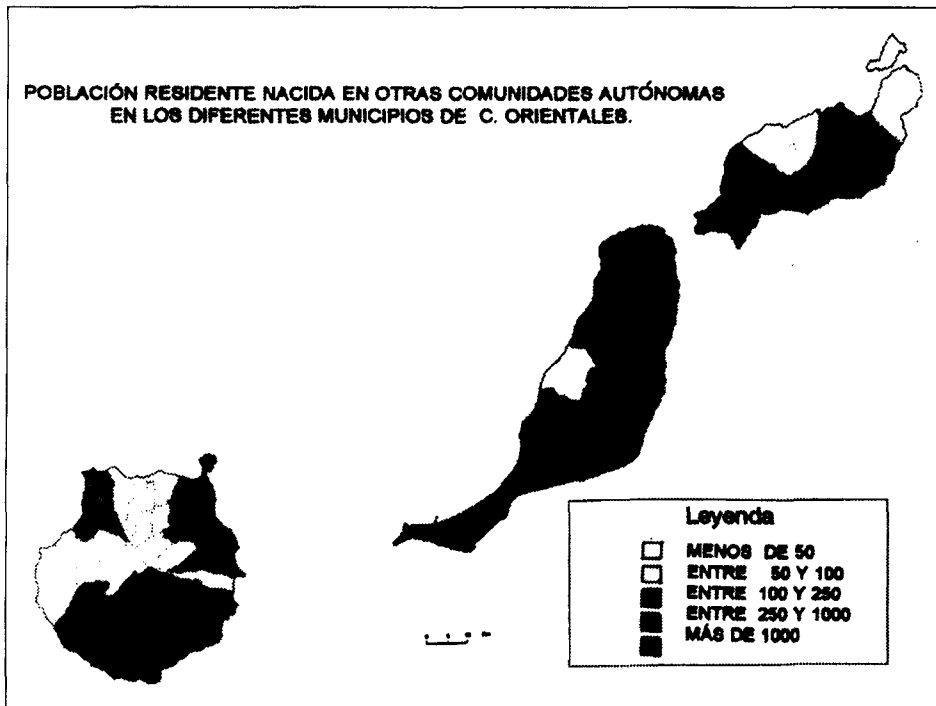 POBLACIÓN RESIDENTE NACIDA EN OTRAS COMUNIDADES AUTÓNOMAS
EN LOS DIFERENTES MUNICIPIOS DE C. ORIENTALES.
Leyenda
MENOS DE 50
ENTRE 50 Y 100
ENTRE 100 Y 250
ENTRE 250 Y 1000
MÁS DE 1000